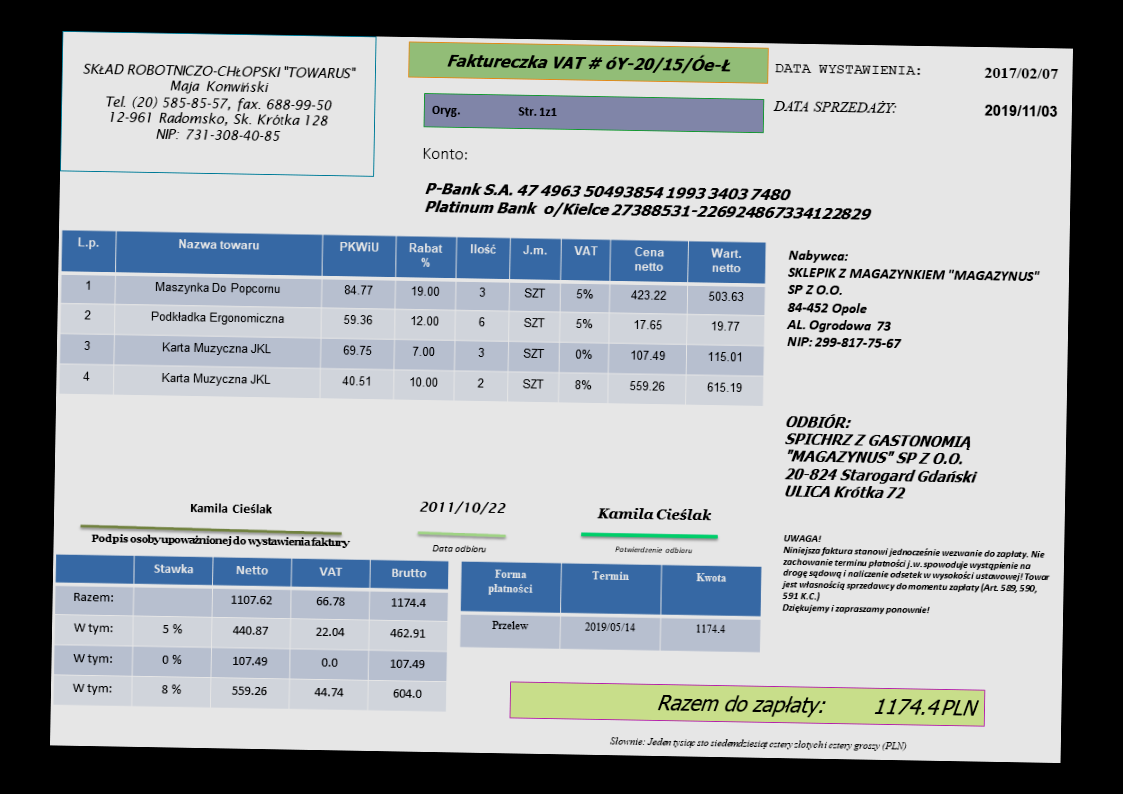 SKŁAD ROBOTNICZO-CHŁOPSKI "TOWARUS"
Maja Konwiński
Tel. (20) 585-85-57, fax. 688-99-50
12-961 Radomsko, Sk. Krótka 128
NIP: 731-308-40-85
Faktureczka VAT # óY-20/15/Óe-Ł
Oryg. Str. 1z1
DATA WYSTAWIENIA: 2017/02/07
DATA SPRZEDAŻY: 2019/11/03
Konto:
P-Bank S.A. 47 4963 50493854 1993 3403 7480
Platinum Bank o/Kielce 27388531-226924867334122829
L.p. Nazwa towaru PKWiU Rabat % Ilość J.m. VAT Cena netto Wart. netto
1 Maszynka Do Popcornu 84.77 19.00 3 SZT 5% 423.22 503.63
2 Podkładka Ergonomiczna 59.36 12.00 6 SZT 5% 17.65 19.77
3 Karta Muzyczna JKL 69.75 7.00 3 SZT 0% 107.49 115.01
4 Karta Muzyczna JKL 40.51 10.00 2 SZT 8% 559.26 615.19
Nabywca:
SKLEPIK Z MAGAZYNKIEM "MAGAZYNUS"
SP Z O.O.
84-452 Opole
AL. Ogrodowa 73
NIP: 299-817-75-67
ODBIÓR:
SPICHRZ Z GASTONOMIĄ
"MAGAZYNUS" SP Z O.O.
20-824 Starogard Gdański
ULICA Krótka 72
Kamila Cieślak
Podpis osoby upoważnionej do wystawienia faktury
2011/10/22
Data odbioru
Kamila Cieślak
Potwierdzenie odbioru
UWAGA!
Niniejsza faktura stanowi jednocześnie wezwanie do zapłaty. Nie
zachowanie terminu płatności j.w. spowoduje wystąpienie na
drogę sądową i naliczenie odsetek w wysokości ustawowej! Towar
jest własnością sprzedawcy do momentu zapłaty (Art. 589, 590,
591 K.C.)
Dziękujemy i zapraszamy ponownie!
Stawka Netto VAT Brutto
Razem: 1107.62 66.78 1174.4
W tym: 5 % 440.87 22.04 462.91
W tym: 0 % 107.49 0.0 107.49
W tym: 8 % 559.26 44.74 604.0
Forma płatności Termin Kwota
Przelew 2019/05/14 1174.4
Razem do zapłaty: 1174.4 PLN
Słownie: Jeden tysiąc sto siedemdziesiąt cztery złotych i cztery groszy (PLN)